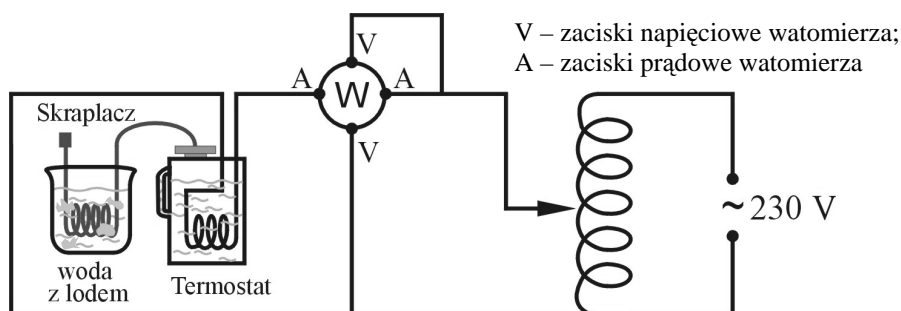 V – zaciski napięciowe watomierza;
A – zaciski prądowe watomierza
V
A
W
A
V
Skraplacz
woda
z lodem
Termostat
~ 230 V